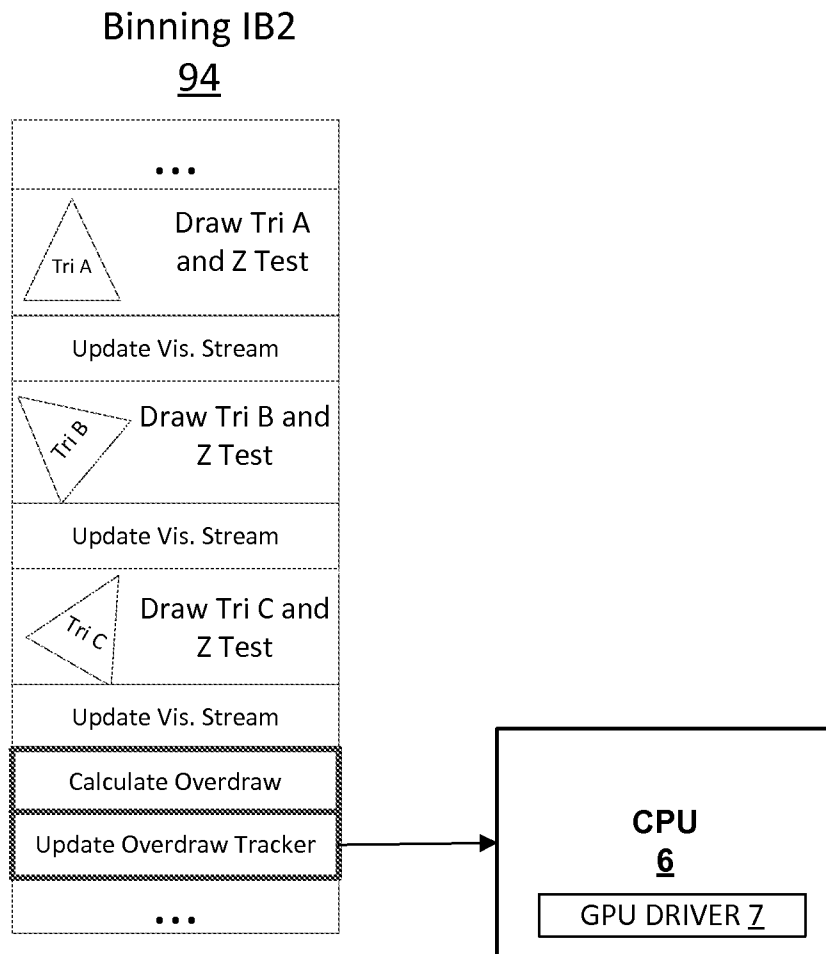 Binning IB2
94
...
Draw Tri A
and Z Test
Tri A
Update Vis. Stream
Draw Tri B and
Z Test
Tri B
Update Vis. Stream
Draw Tri C and
Z Test
Tri C
Update Vis. Stream
Calculate Overdraw
Update Overdraw Tracker
...
CPU
6
GPU DRIVER 7